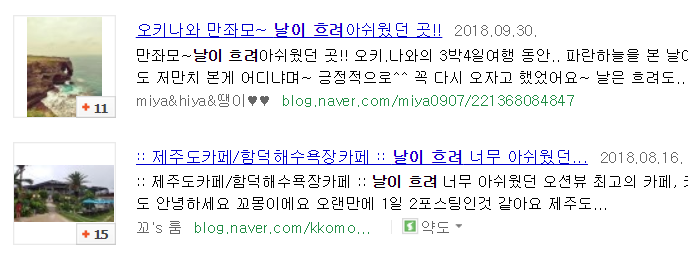 오키나와 만좌모~ 날이 흐려아쉬웠던 곳!! 2018.09.30.
만좌모~날이 흐려아쉬웠던 곳!! 오키.나와의 3박4일여행 동안.. 파란하늘을 본 날이
도 저만치 본게 어디냐며~ 긍정적으로^^ 꼭 다시 오자고 했었어요~ 날은 흐려도..
+ 11
miya&hiya&땡이♥♥ blog.naver.com/miya0907/221368084847
:: 제주도카페/함덕해수욕장카페 :: 날이 흐려 너무 아쉬웠던... 2018.08.16.
:: 제주도카페/함덕해수욕장카페 :: 날이 흐려 너무 아쉬웠던 오션뷰 최고의 카페,
도 안녕하세요 꼬몽이에요 오랜만에 1일 2포스팅인것 같아요 제주도...
+ 15
꼬's 룸 blog.naver.com/kkomo... 약도